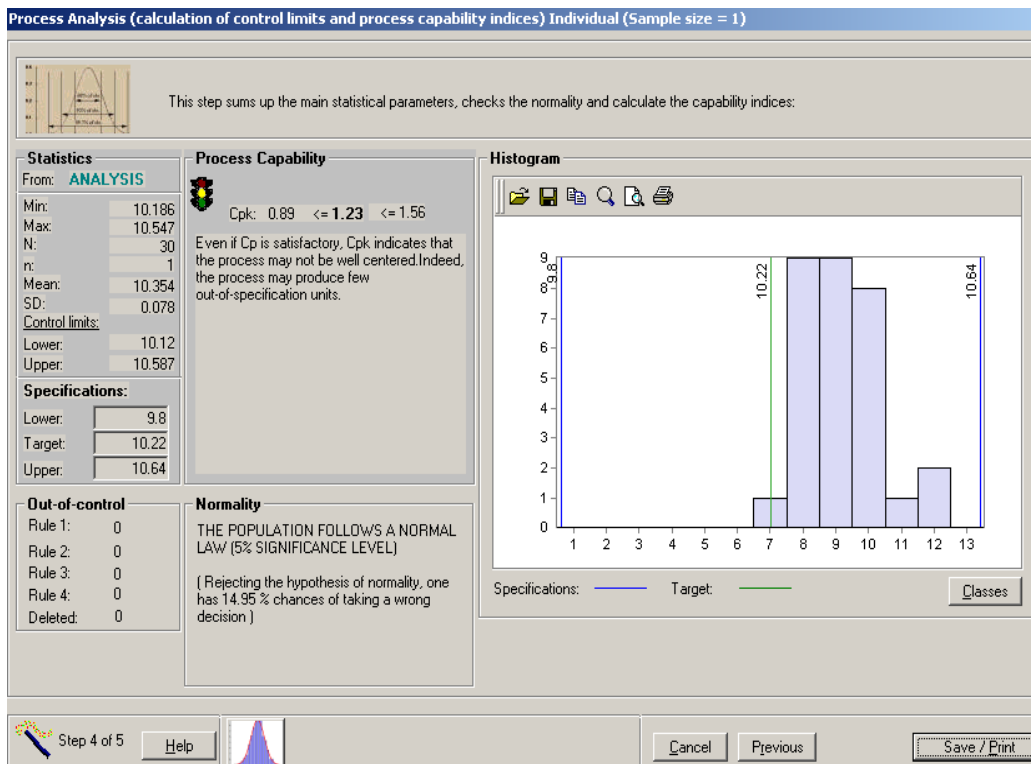 Process Analysis (calculation of control limits and process capability indices) Individual (Sample size = 1)
This step sums up the main statistical parameters, checks the normality and calculate the capability indices:
Statistics
From: ANALYSIS
Min: 10.186
Max: 10.547
N: 30
n: 1
Mean: 10.354
SD: 0.078
Control limits:
Lower: 10.12
Upper: 10.587
Specifications:
Lower: 9.8
Target: 10.22
Upper: 10.64
Process Capability
Cpk: 0.89 <= 1.23 <= 1.56
Even if Cp is satisfactory, Cpk indicates that
the process may not be well centered.Indeed,
the process may produce few
out-of-specification units.
Histogram
9
8
7
6
5
4
3
2
1
0
9.8
10.22
10.64
1 2 3 4 5 6 7 8 9 10 11 12 13
Specifications: Target:
Classes
Out-of-control
Rule 1: 0
Rule 2: 0
Rule 3: 0
Rule 4: 0
Deleted: 0
Normality
THE POPULATION FOLLOWS A NORMAL
LAW (5% SIGNIFICANCE LEVEL)
( Rejecting the hypothesis of normality, one
has 14.95 % chances of taking a wrong
decision )
Step 4 of 5
Help
Cancel
Previous
Save / Print